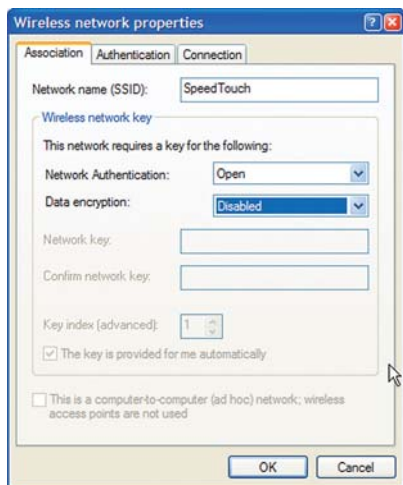 Wireless network properties
Association Authentication Connection
Network name (SSID): SpeedTouch
Wireless network key
This network requires a key for the following:
Network Authentication: Open
Data encryption: Disabled
Network key:
Confirm network key:
Key index (advanced): 1
The key is provided for me automatically
This is a computer-to-computer (ad hoc) network; wireless
access points are not used
OK Cancel